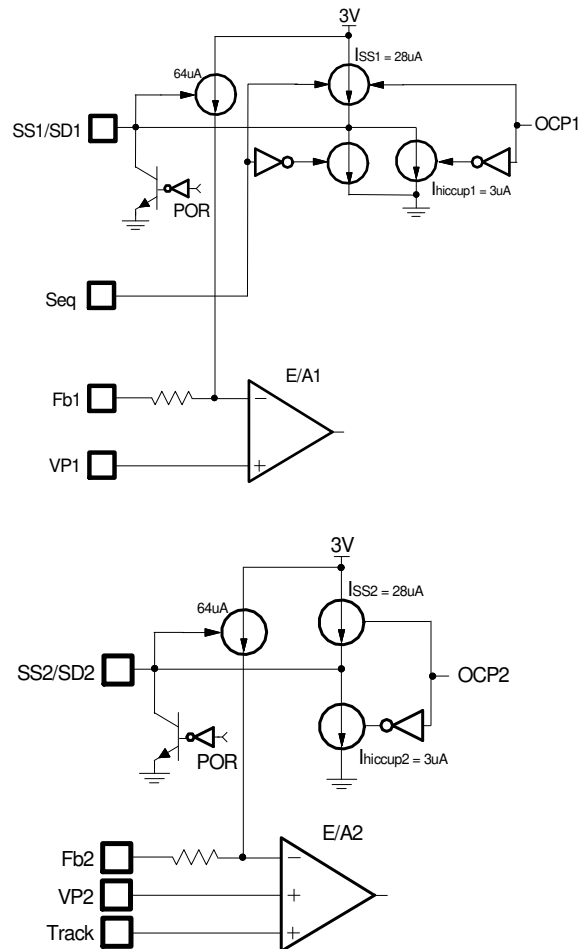 3V
ISS1 = 28uA
64uA
SS1/SD1
OCP1
POR
Ihiccup1 = 3uA
Seq
E/A1
Fb1
−
VP1
+
3V
64uA
ISS2 = 28uA
SS2/SD2
OCP2
POR
Ihiccup2 = 3uA
E/A2
Fb2
−
VP2
+
Track
+